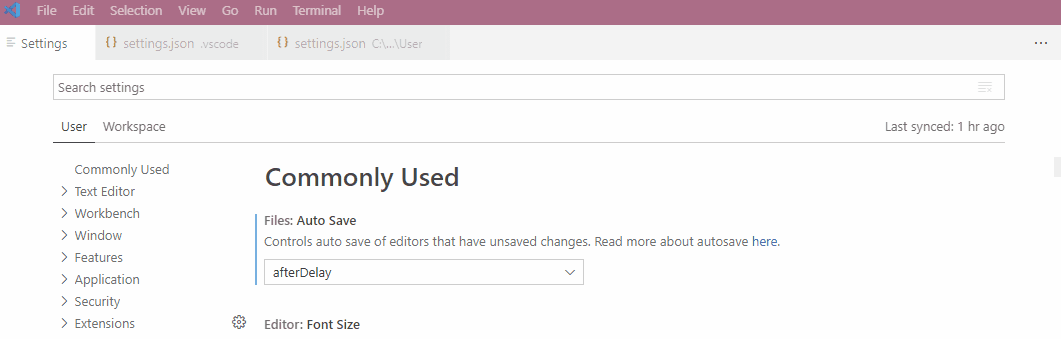 File Edit Selection View Go Run Terminal Help
Settings {} settings.json .vscode {} settings.json C:\...\User ...
Search settings
User Workspace Last synced: 1 hr ago
Commonly Used
Text Editor
Workbench
Window
Features
Application
Security
Extensions
Commonly Used
Files: Auto Save
Controls auto save of editors that have unsaved changes. Read more about autosave here.
afterDelay
Editor: Font Size